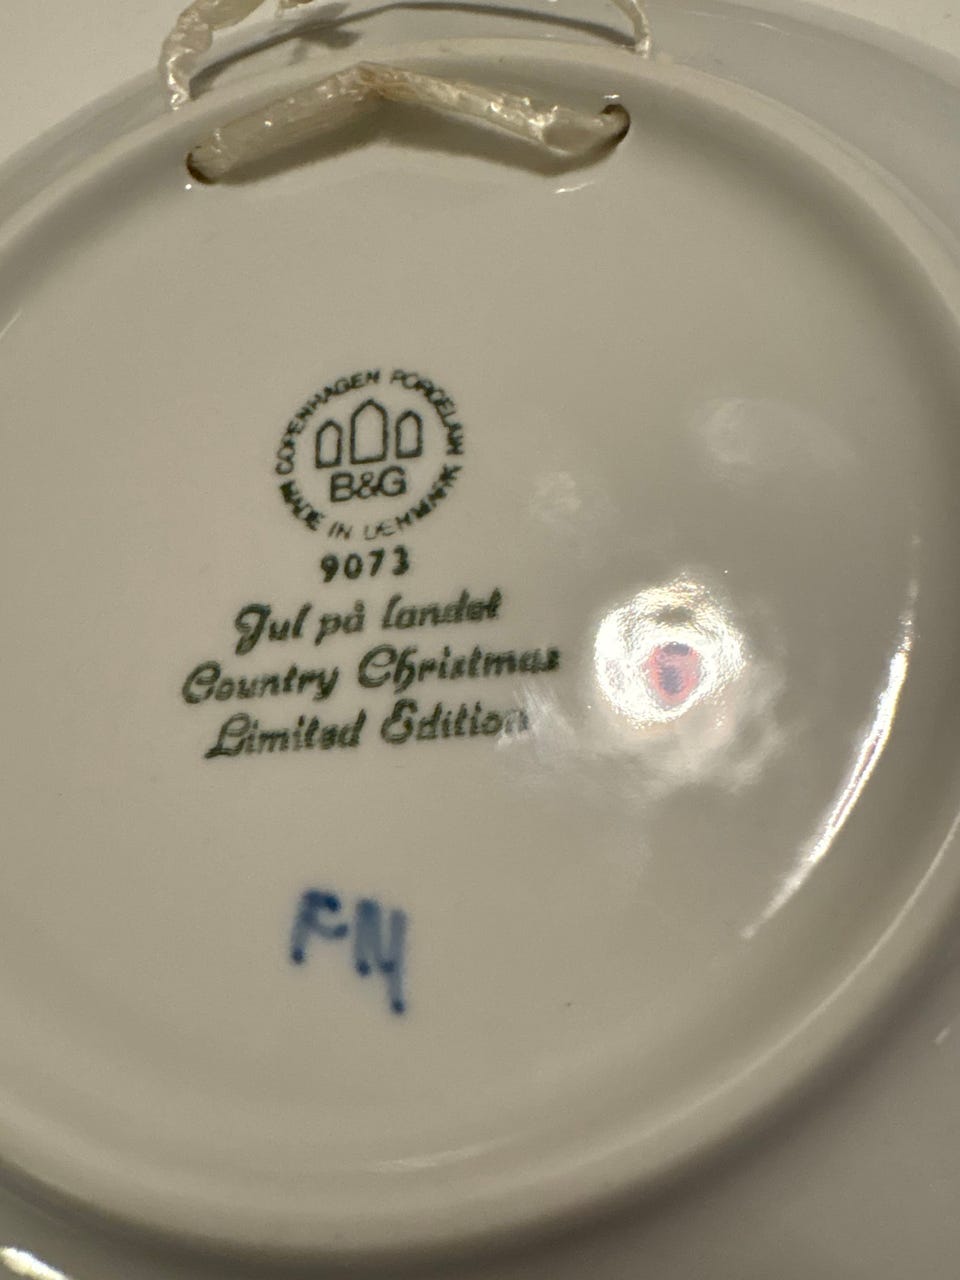 COPENHAGEN PORCELAIN
B&G
MADE IN DENMARK
9073
Jul på landet
Country Christmas
Limited Edition